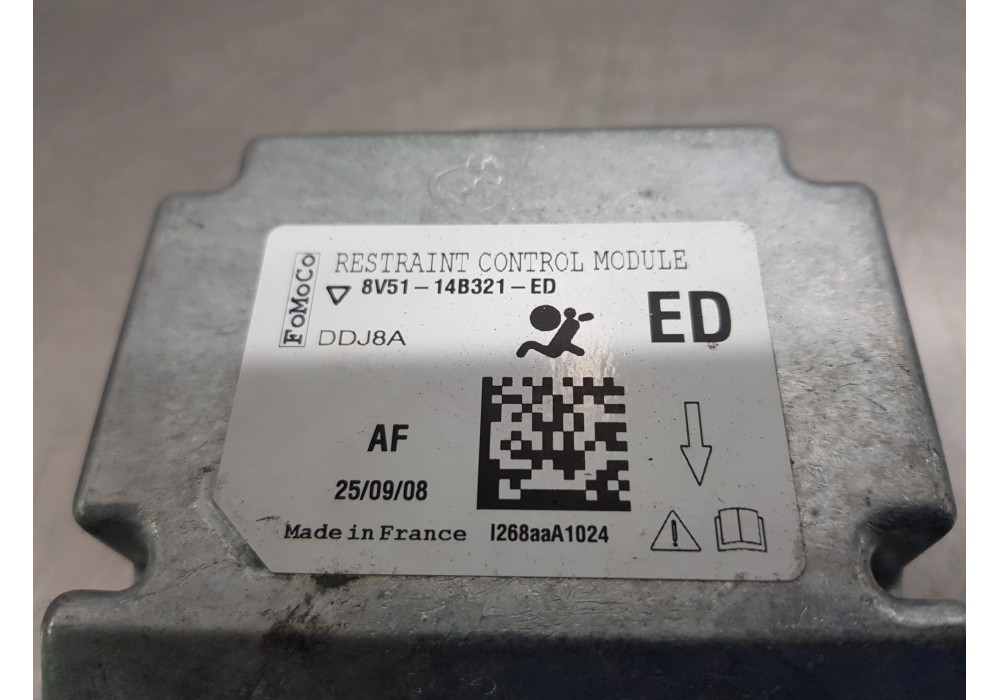 FoMoCo
RESTRAINT CONTROL MODULE
8V51-14B321-ED
DDJ8A
ED
AF
25/09/08
Made in France I268aaA1024